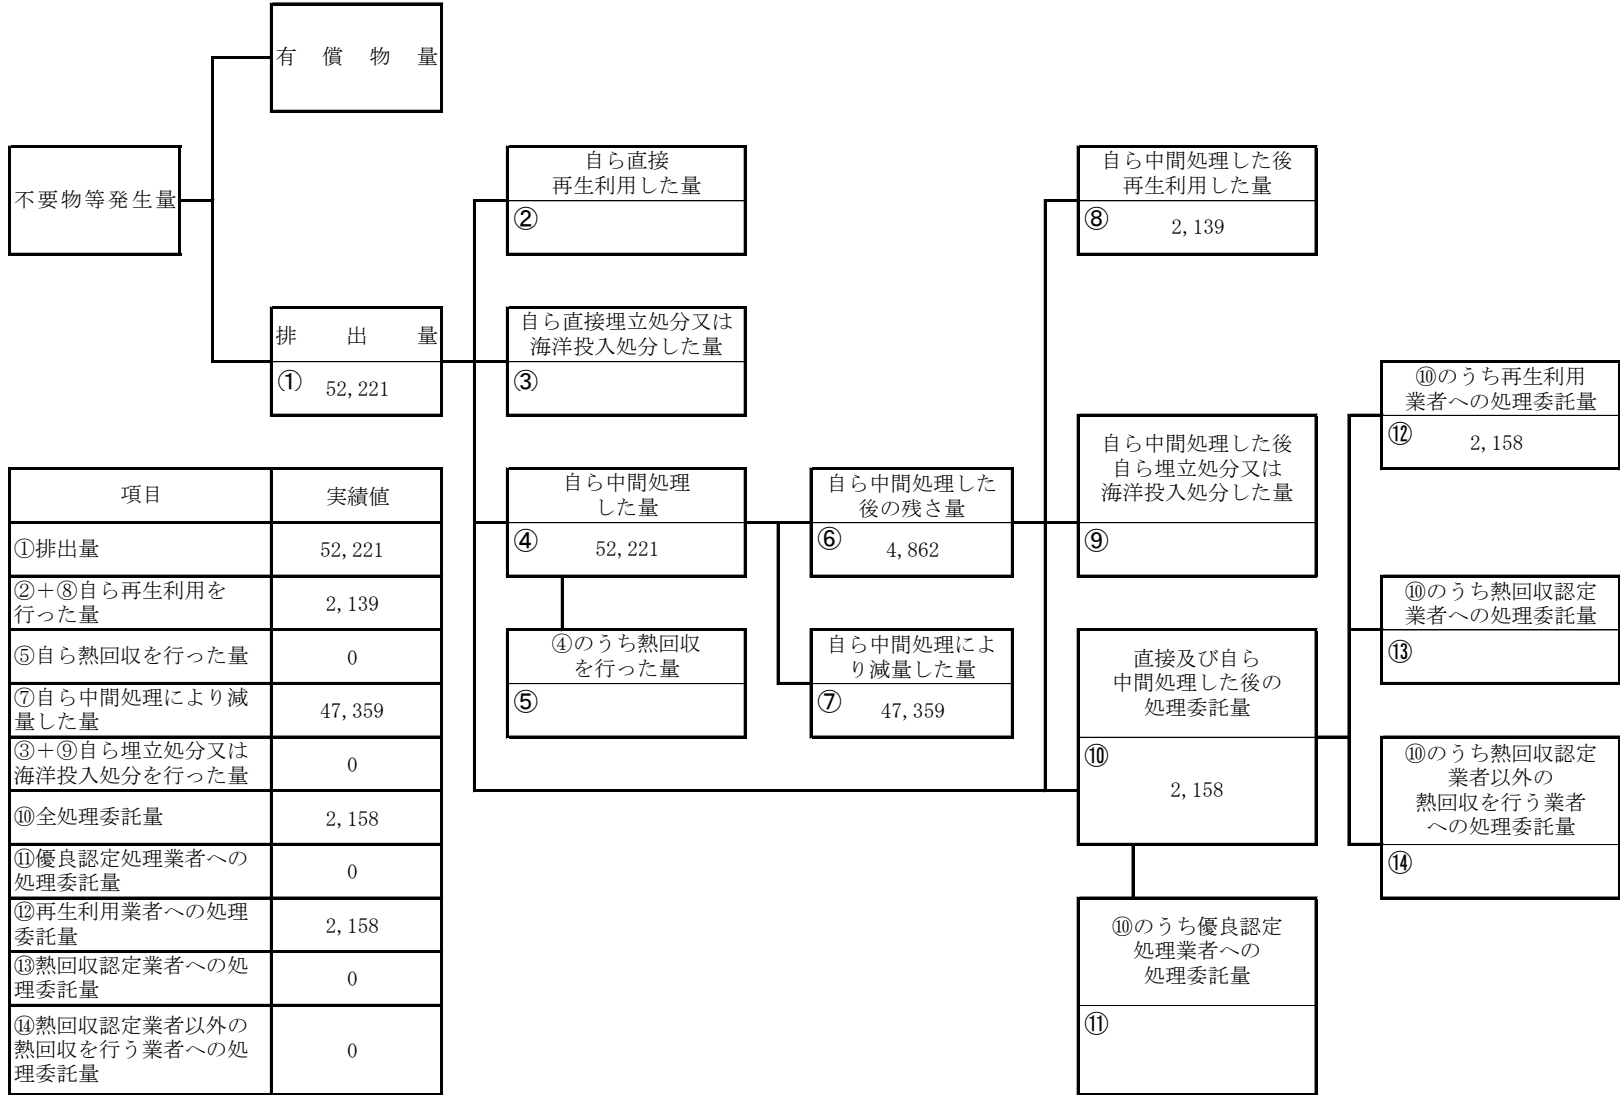 有償物量
不要物等発生量
排出量
① 52,221
自ら直接
再生利用した量
②
自ら直接埋立処分又は
海洋投入処分した量
③
自ら中間処理
した量
④ 52,221
④のうち熱回収
を行った量
⑤
自ら中間処理した
後の残さ量
⑥ 4,862
自ら中間処理によ
り減量した量
⑦ 47,359
自ら中間処理した後
再生利用した量
⑧ 2,139
自ら中間処理した後
自ら埋立処分又は
海洋投入処分した量
⑨
直接及び自ら
中間処理した後の
処理委託量
⑩
2,158
⑩のうち優良認定
処理業者への
処理委託量
⑪
⑩のうち再生利用
業者への処理委託量
⑫ 2,158
⑩のうち熱回収認定
業者への処理委託量
⑬
⑩のうち熱回収認定
業者以外の
熱回収を行う業者
への処理委託量
⑭
項目 実績値
①排出量 52,221
②+⑧自ら再生利用を
行った量 2,139
⑤自ら熱回収を行った量 0
⑦自ら中間処理により減
量した量 47,359
③+⑨自ら埋立処分又は
海洋投入処分を行った量 0
⑩全処理委託量 2,158
⑪優良認定処理業者への
処理委託量 0
⑫再生利用業者への処理
委託量 2,158
⑬熱回収認定業者への処
理委託量 0
⑭熱回収認定業者以外の
熱回収を行う業者への処
理委託量 0